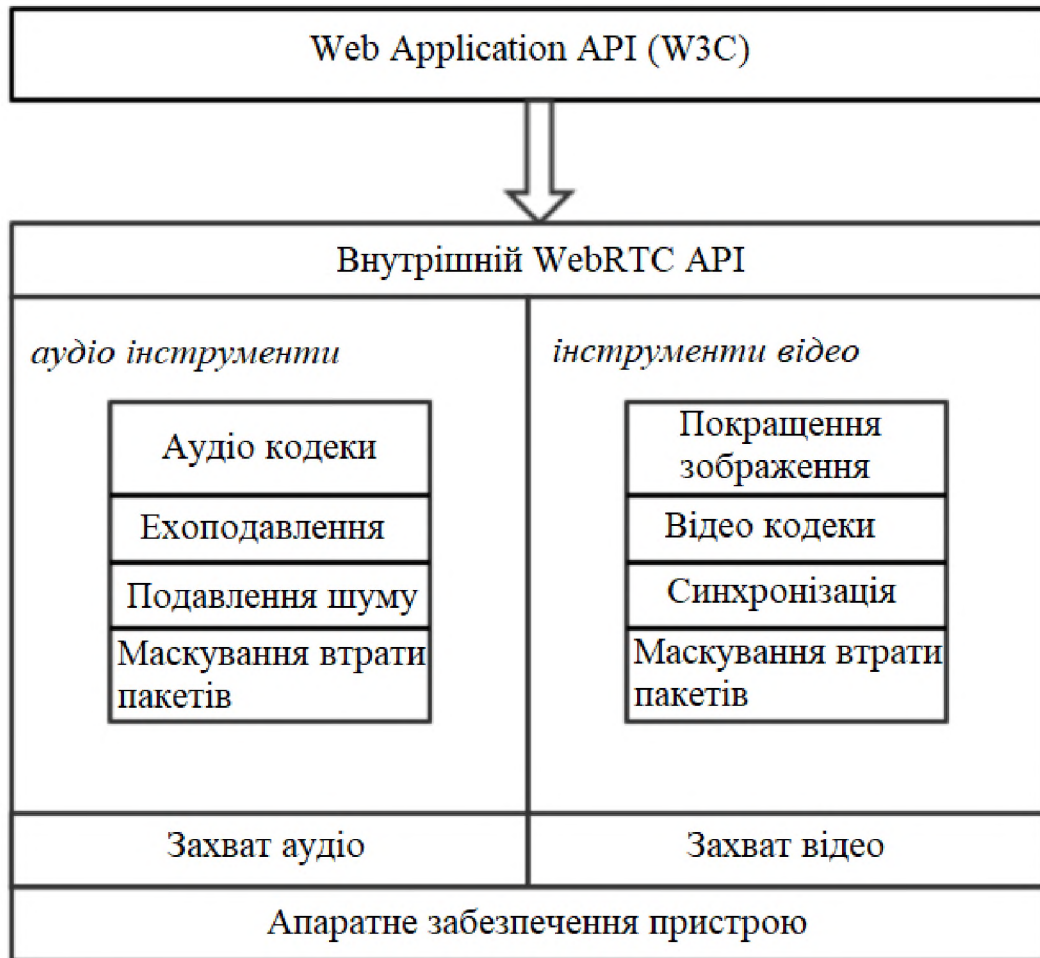 Web Application API (W3C)
Внутрішній WebRTC API
аудіо інструменти
Аудіо кодеки
Ехоподавлення
Подавлення шуму
Маскування втрати
пакетів
інструменти відео
Покращення
зображення
Відео кодеки
Синхронізація
Маскування втрати
пакетів
Захват аудіо
Захват відео
Апаратне забезпечення пристрою